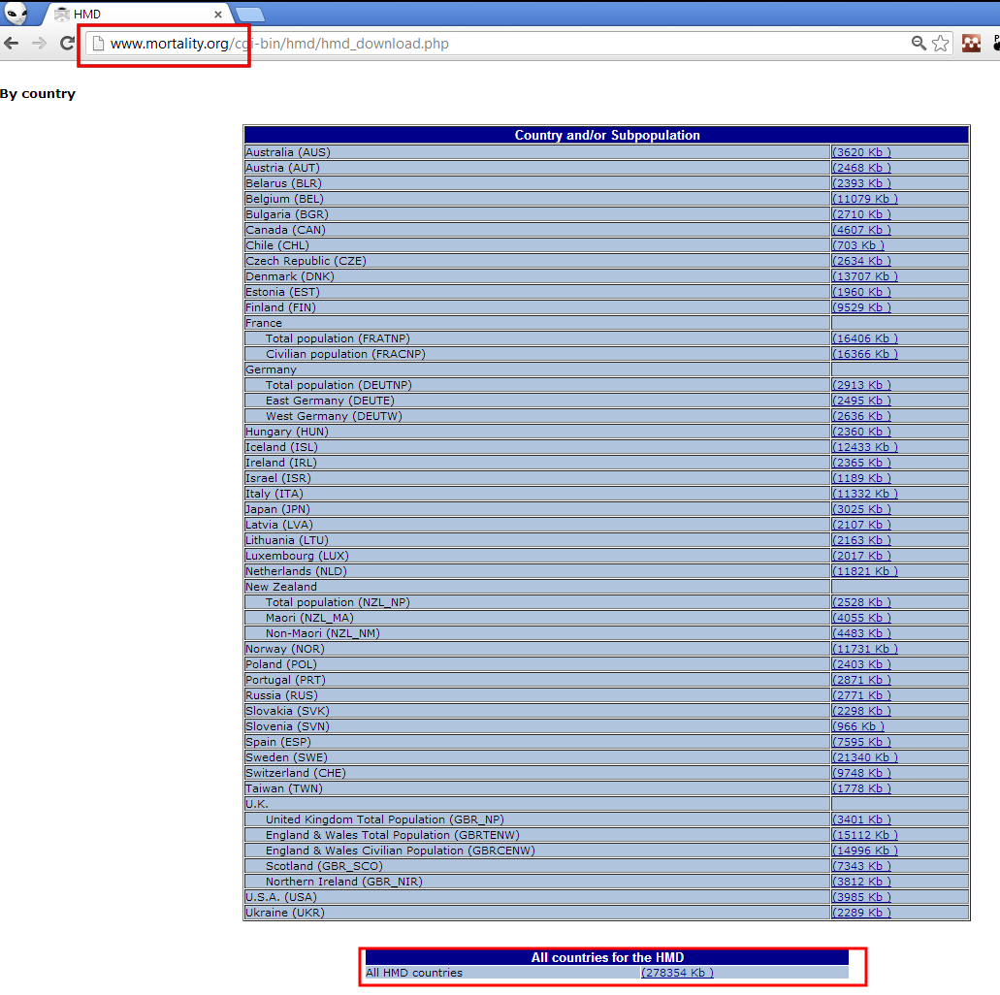 HMD
www.mortality.org/cgi-bin/hmd/hmd_download.php
By country
Country and/or Subpopulation
Australia (AUS) (3620 Kb )
Austria (AUT) (2468 Kb )
Belarus (BLR) (2393 Kb )
Belgium (BEL) (11079 Kb )
Bulgaria (BGR) (2710 Kb )
Canada (CAN) (4607 Kb )
Chile (CHL) (703 Kb )
Czech Republic (CZE) (2634 Kb )
Denmark (DNK) (13707 Kb )
Estonia (EST) (1960 Kb )
Finland (FIN) (9529 Kb )
France
Total population (FRATNP) (16406 Kb )
Civilian population (FRACNP) (16366 Kb )
Germany
Total population (DEUTNP) (2913 Kb )
East Germany (DEUTE) (2495 Kb )
West Germany (DEUTW) (2636 Kb )
Hungary (HUN) (2360 Kb )
Iceland (ISL) (12433 Kb )
Ireland (IRL) (2365 Kb )
Israel (ISR) (1189 Kb )
Italy (ITA) (11332 Kb )
Japan (JPN) (3025 Kb )
Latvia (LVA) (2107 Kb )
Lithuania (LTU) (2163 Kb )
Luxembourg (LUX) (2017 Kb )
Netherlands (NLD) (11821 Kb )
New Zealand
Total population (NZL_NP) (2528 Kb )
Maori (NZL_MA) (4055 Kb )
Non-Maori (NZL_NM) (4483 Kb )
Norway (NOR) (11731 Kb )
Poland (POL) (2403 Kb )
Portugal (PRT) (2871 Kb )
Russia (RUS) (2771 Kb )
Slovakia (SVK) (2298 Kb )
Slovenia (SVN) (966 Kb )
Spain (ESP) (7595 Kb )
Sweden (SWE) (21340 Kb )
Switzerland (CHE) (9748 Kb )
Taiwan (TWN) (1778 Kb )
U.K.
United Kingdom Total Population (GBR_NP) (3401 Kb )
England & Wales Total Population (GBRTENW) (15112 Kb )
England & Wales Civilian Population (GBRCENW) (14996 Kb )
Scotland (GBR_SCO) (7343 Kb )
Northern Ireland (GBR_NIR) (3812 Kb )
U.S.A. (USA) (3985 Kb )
Ukraine (UKR) (2289 Kb )
All countries for the HMD
All HMD countries (278354 Kb )